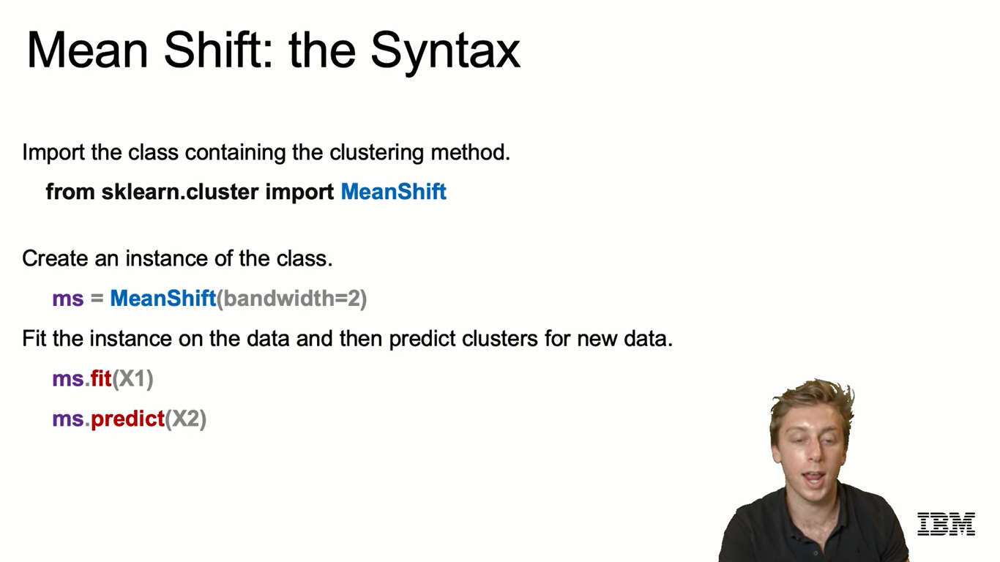 Mean Shift: the Syntax
Import the class containing the clustering method.
from sklearn.cluster import MeanShift
Create an instance of the class.
ms = MeanShift(bandwidth=2)
Fit the instance on the data and then predict clusters for new data.
ms.fit(X1)
ms.predict(X2)
IBM